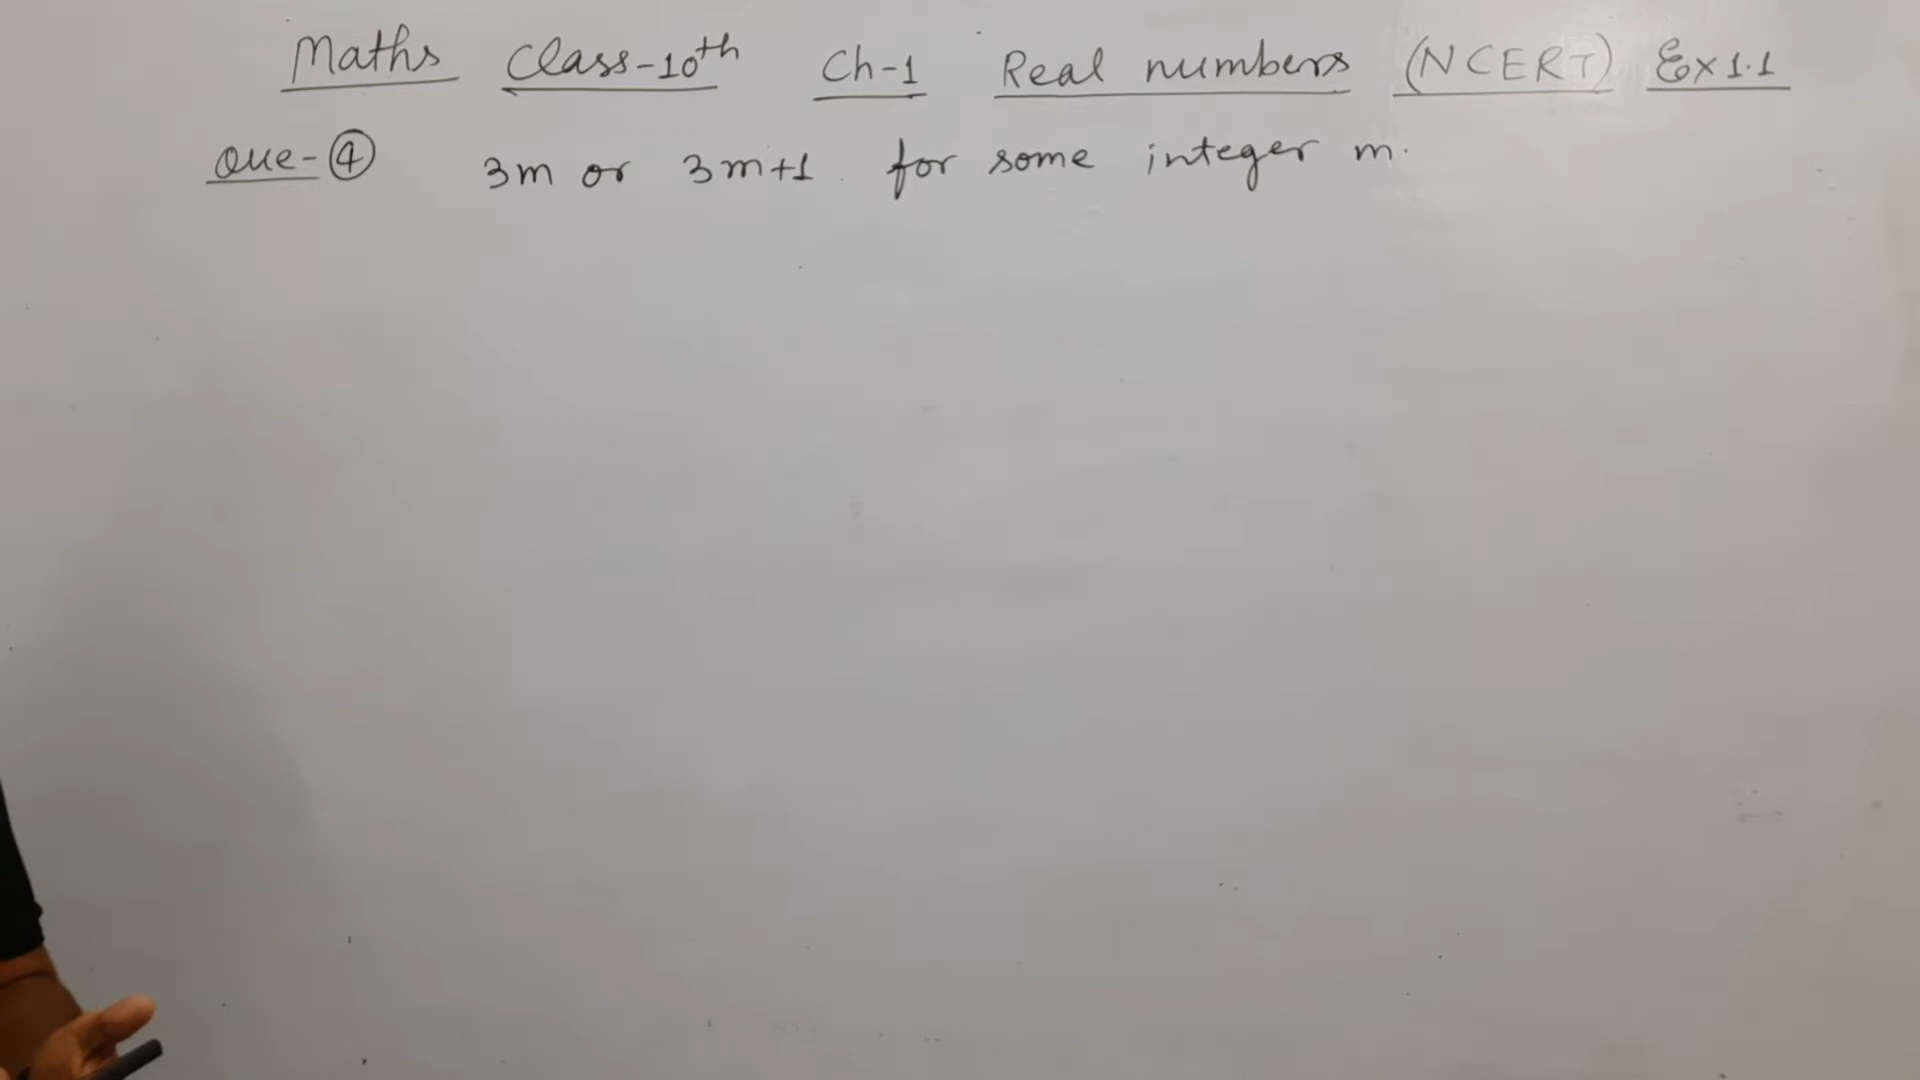 Maths Class-10th Ch-1 Real numbers (NCERT) Ex 1.1
Que-④ 3m or 3m+1 for some integer m.